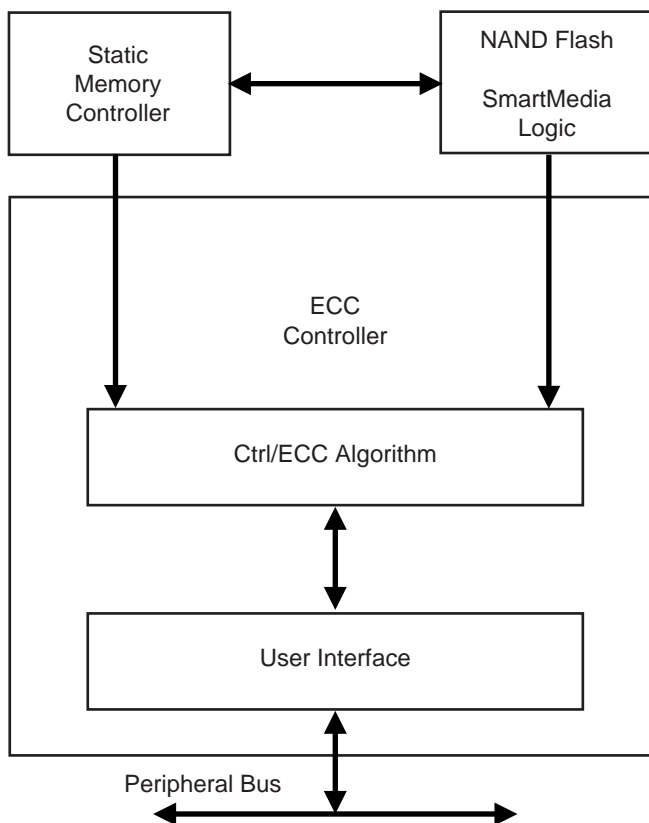 Static
Memory
Controller
NAND Flash
SmartMedia
Logic
ECC
Controller
Ctrl/ECC Algorithm
User Interface
Peripheral Bus